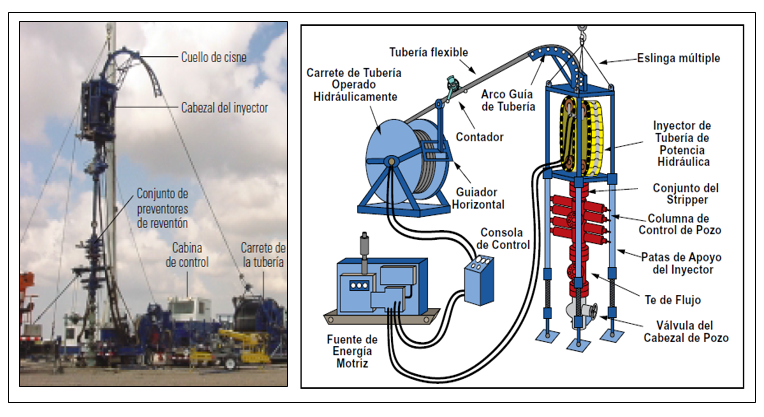 Cuello de cisne
Cabezal del inyector
Conjunto de
preventores
de reventón
Cabina
de control
Carrete de
la tubería
Tubería flexible
Carrete de Tubería
Operado
Hidráulicamente
Arco Guía
de Tubería
Eslinga múltiple
Contador
Inyector de
Tubería de
Potencia
Hidráulica
Guiador
Horizontal
Conjunto del
Stripper
Consola
de Control
Columna de
Control de Pozo
Patas de Apoyo
del Inyector
Te de Flujo
Fuente de
Energía
Motriz
Válvula del
Cabezal de Pozo